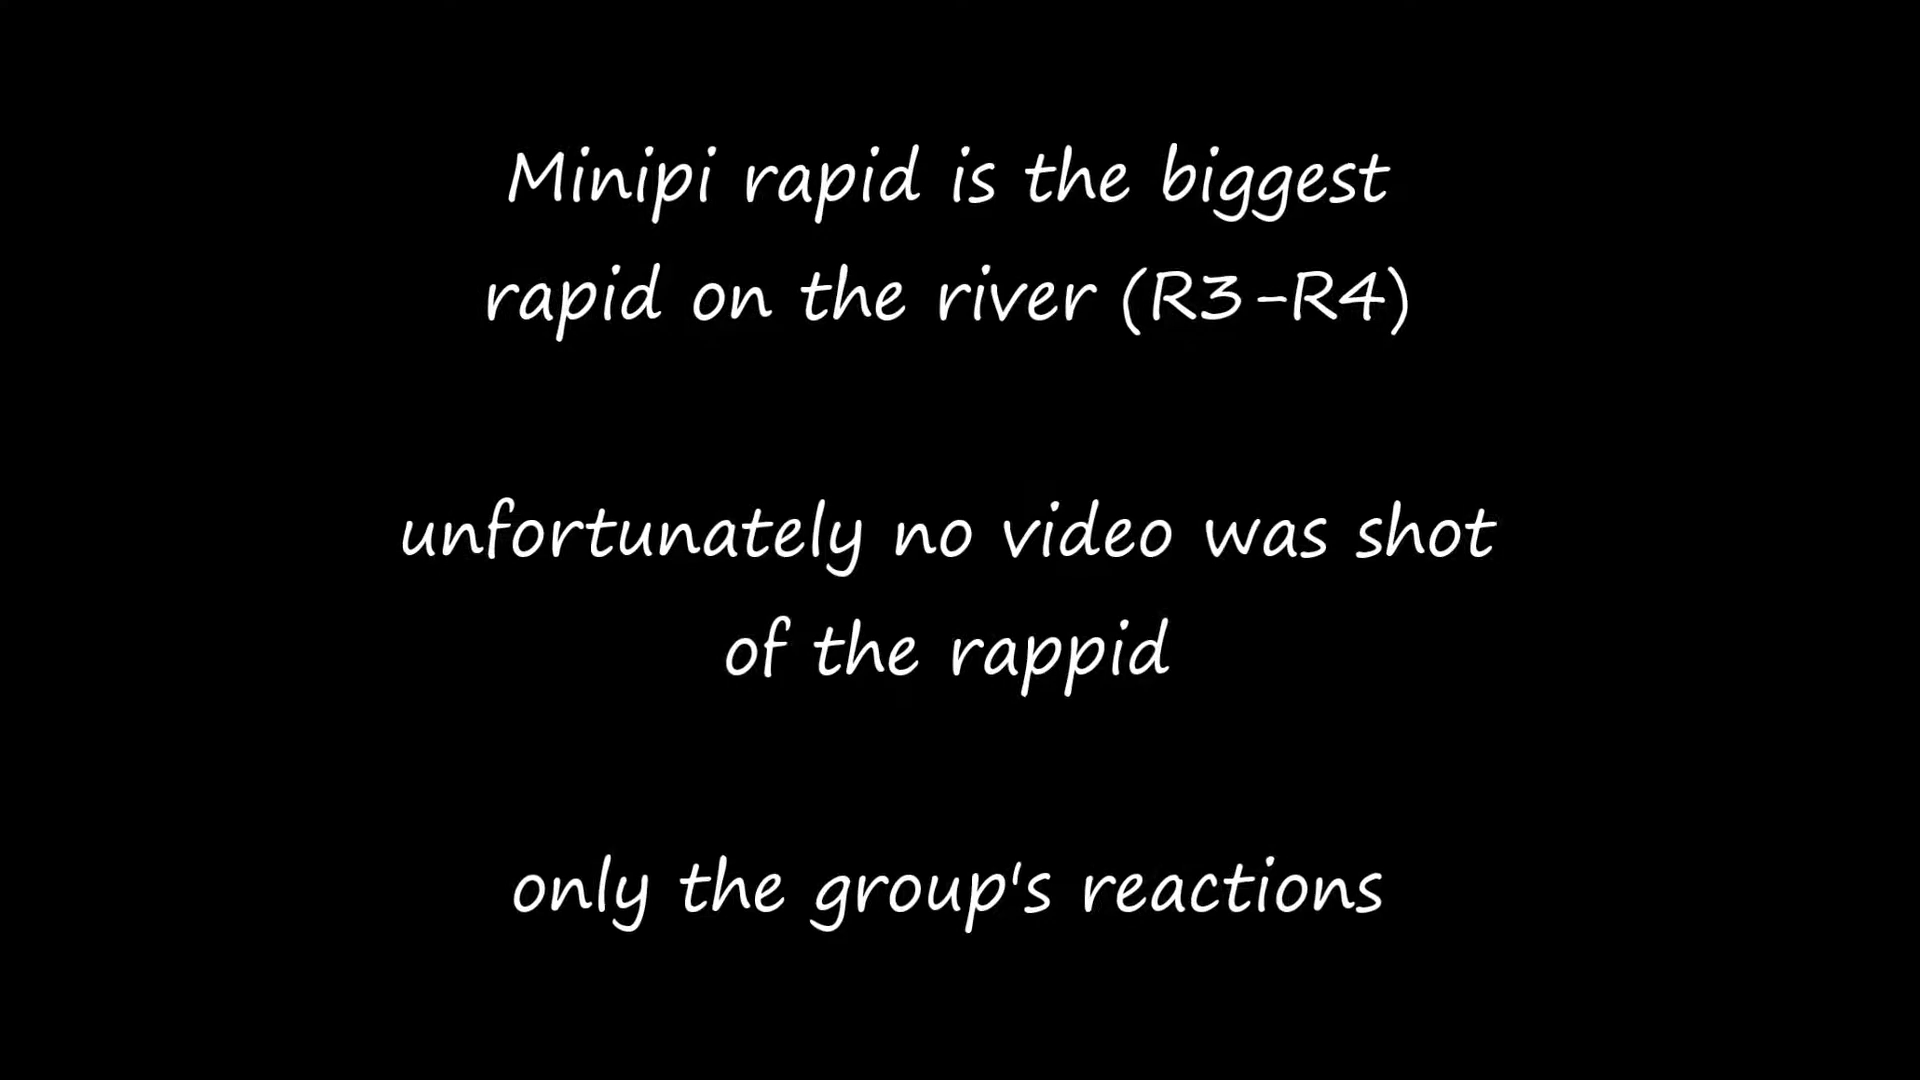 Minipi rapid is the biggest
rapid on the river (R3-R4)
unfortunately no video was shot
of the rappid
only the group's reactions